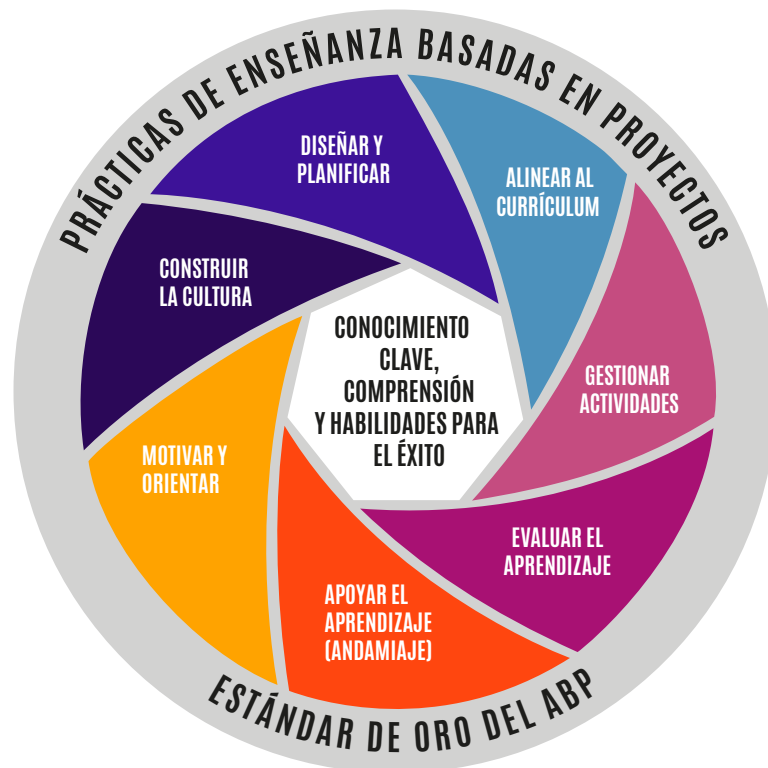 PRÁCTICAS DE ENSEÑANZA BASADAS EN PROYECTOS
DISEÑAR Y
PLANIFICAR
ALINEAR AL
CURRÍCULUM
CONSTRUIR
LA CULTURA
CONOCIMIENTO
CLAVE,
COMPRENSIÓN
Y HABILIDADES PARA
EL ÉXITO
GESTIONAR
ACTIVIDADES
MOTIVAR Y
ORIENTAR
EVALUAR EL
APRENDIZAJE
APOYAR EL
APRENDIZAJE
(ANDAMIAJE)
ESTÁNDAR DE ORO DEL ABP